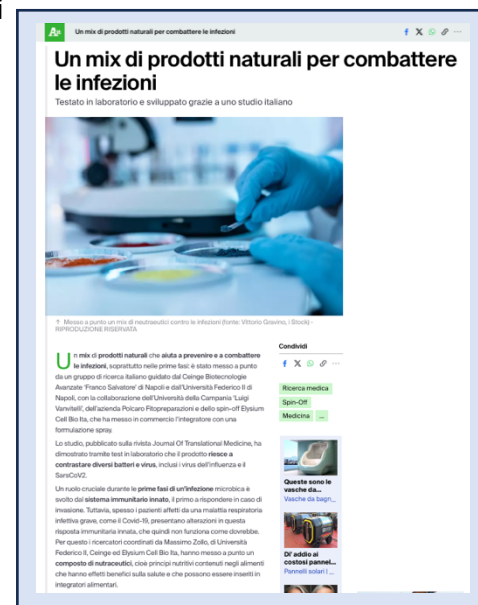 i
Un mix di prodotti naturali per combattere le infezioni
Un mix di prodotti naturali per combattere
le infezioni
Testato in laboratorio e sviluppato grazie a uno studio italiano
Messo a punto un mix di neutraeutici contro le infezioni (fonte: Vittorio Gravino, i Stock) -
RIPRODUZIONE RISERVATA
Un mix di prodotti naturali che aiuta a prevenire e a combattere
le infezioni, soprattutto nelle prime fasi: è stato messo a punto
da un gruppo di ricerca italiano guidato dal Ceinge Biotecnologie
Avanzate 'Franco Salvatore' di Napoli e dall'Università Federico II di
Napoli, con la collaborazione dell'Università della Campania 'Luigi
Vanvitelli', dell'azienda Polcaro Fitopreparazioni e dello spin-off Elysium
Cell Bio Ita, che ha messo in commercio l'integratore con una
formulazione spray.
Lo studio, pubblicato sulla rivista Journal Of Translational Medicine, ha
dimostrato tramite test in laboratorio che il prodotto riesce a
contrastare diversi batteri e virus, inclusi i virus dell'influenza e il
SarsCoV2.
Un ruolo cruciale durante le prime fasi di un'infezione microbica è
svolto dal sistema immunitario innato, il primo a rispondere in caso di
invasione. Tuttavia, spesso i pazienti affetti da una malattia respiratoria
infettiva grave, come il Covid-19, presentano alterazioni in questa
risposta immunitaria innata, che quindi non funziona come dovrebbe.
Per questo i ricercatori coordinati da Massimo Zollo, di Università
Federico II, Ceinge ed Elysium Cell Bio Ita, hanno messo a punto un
composto di nutraceutici, cioè principi nutritivi contenuti negli alimenti
che hanno effetti benefici sulla salute e che possono essere inseriti in
integratori alimentari.
Condividi
Ricerca medica
Spin-Off
Medicina ...
Queste sono le
vasche da...
Vasche da bagn...
Di' addio ai
costosi pannel...
Pannelli solari | ...